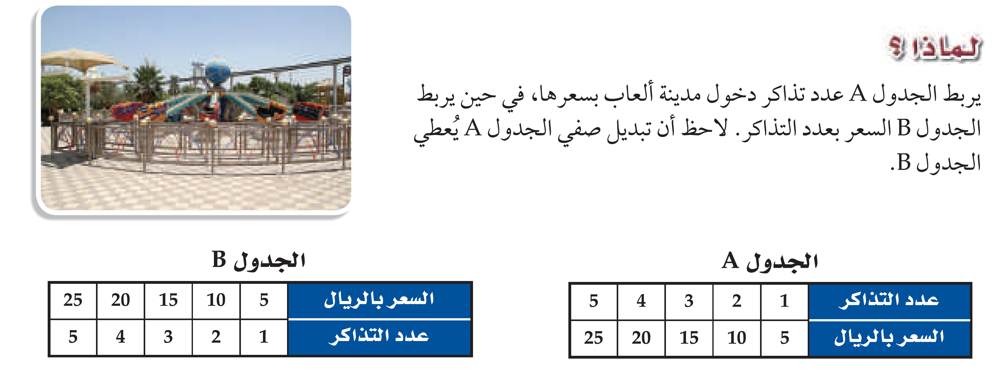 لماذا ؟
يربط الجدول A عدد تذاكر دخول مدينة ألعاب بسعرها، في حين يربط
الجدول B السعر بعدد التذاكر. لاحظ أن تبديل صفي الجدول A يُعطي
الجدول B.
الجدول A
عدد التذاكر 1 2 3 4 5
السعر بالريال 5 10 15 20 25
الجدول B
السعر بالريال 5 10 15 20 25
عدد التذاكر 1 2 3 4 5